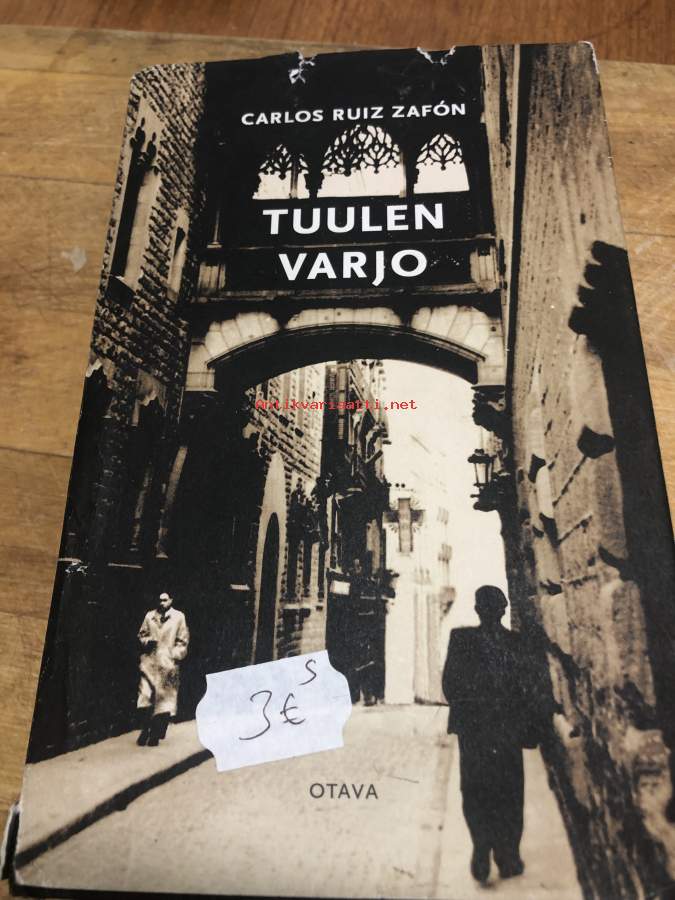 CARLOS RUIZ ZAFÓN
TUULEN
VARJO
Antikvariaatti.net
S
3€
OTAVA